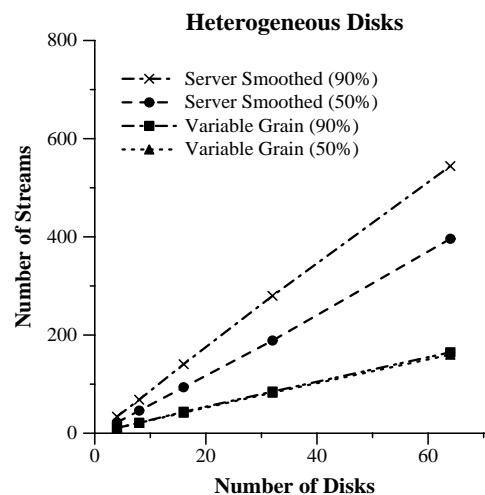 Heterogeneous Disks
800
Server Smoothed (90%)
Server Smoothed (50%)
Variable Grain (90%)
Variable Grain (50%)
600
400
200
0
Number of Streams
0 20 40 60
Number of Disks